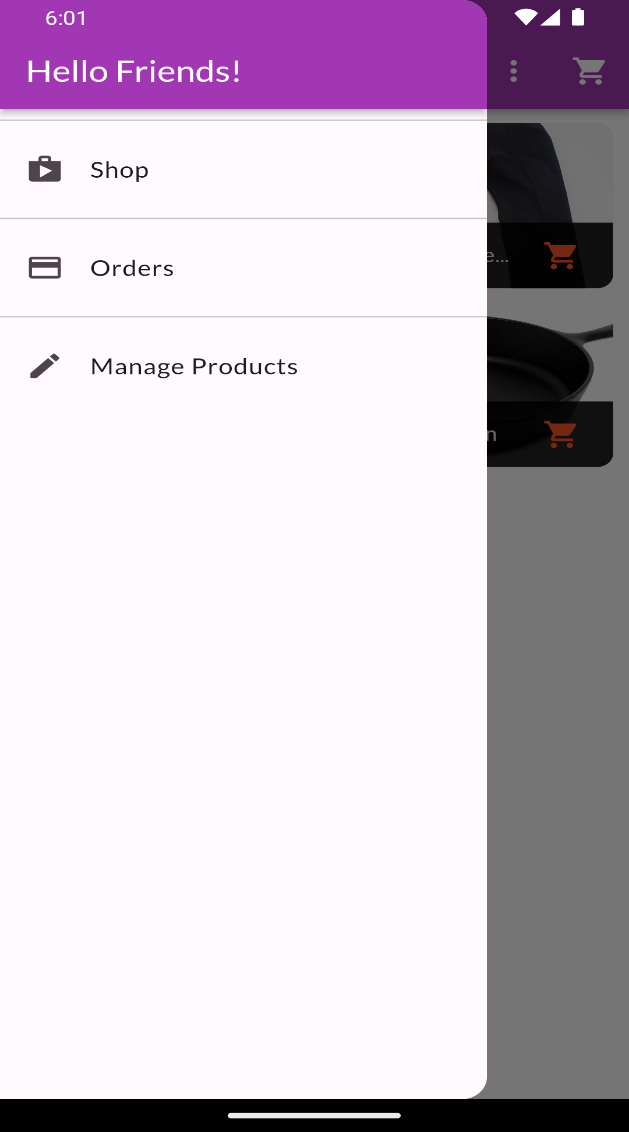 6:01
Hello Friends!
Shop
e...
Orders
Manage Products
n